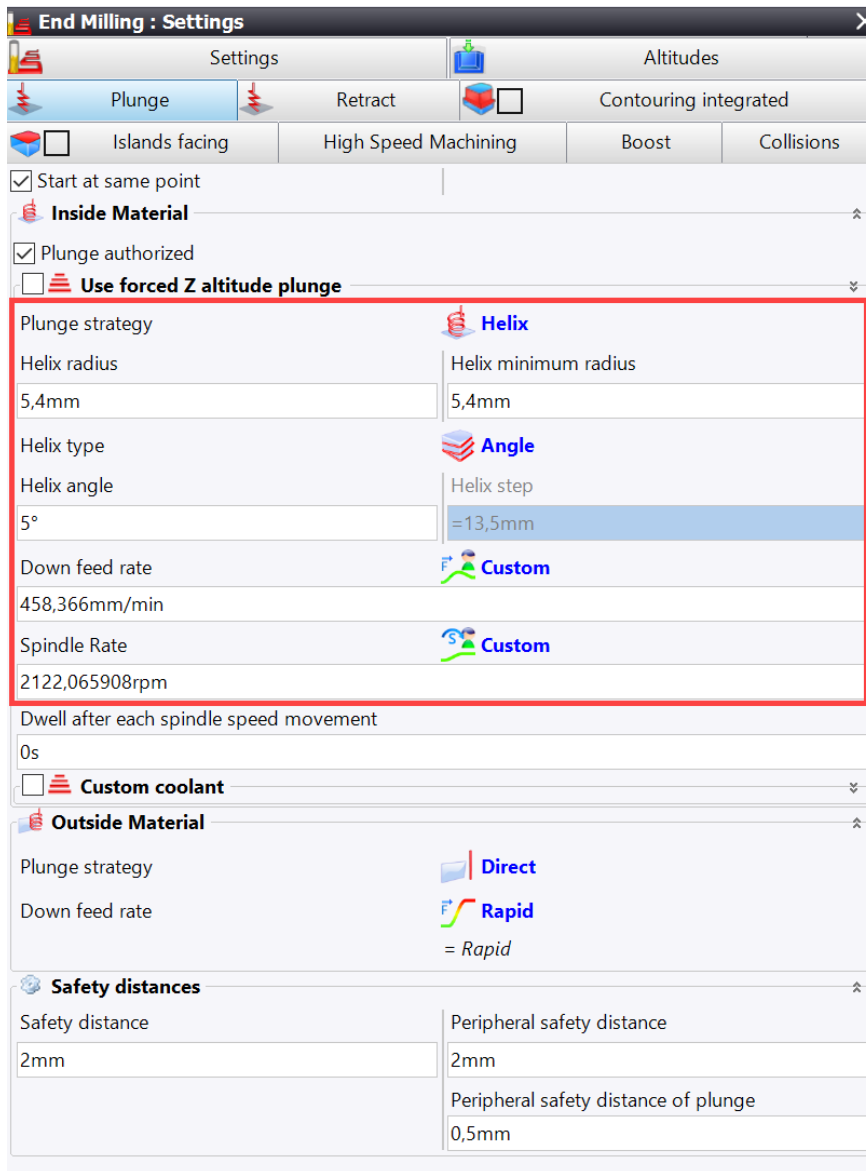 End Milling : Settings
Settings Altitudes
Plunge Retract Contouring integrated
Islands facing High Speed Machining Boost Collisions
Start at same point
Inside Material
Plunge authorized
Use forced Z altitude plunge
Plunge strategy Helix
Helix radius Helix minimum radius
5,4mm 5,4mm
Helix type Angle
Helix angle Helix step
5° =13,5mm
Down feed rate F Custom
458,366mm/min
Spindle Rate S Custom
2122,065908rpm
Dwell after each spindle speed movement
0s
Custom coolant
Outside Material
Plunge strategy Direct
Down feed rate F Rapid
= Rapid
Safety distances
Safety distance Peripheral safety distance
2mm 2mm
Peripheral safety distance of plunge
0,5mm